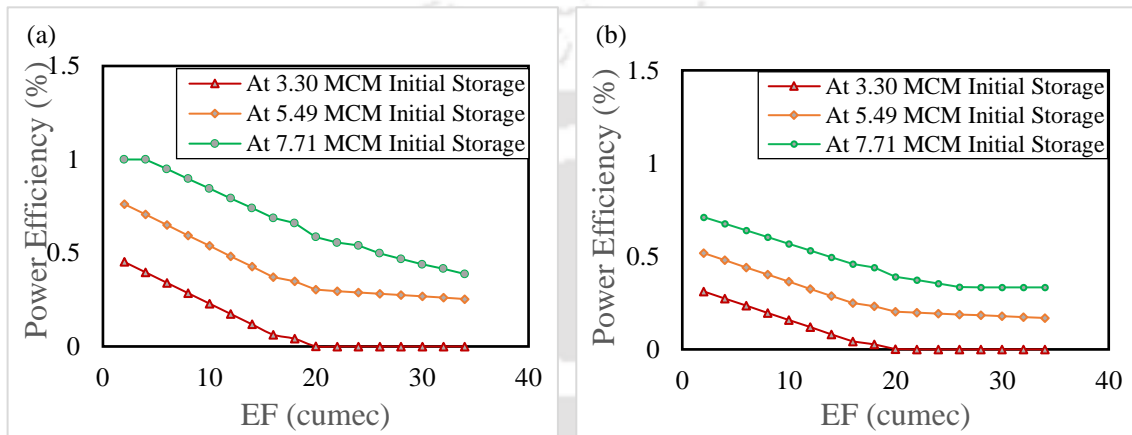 (a)
Power Efficiency (%)
1.5
1
0.5
0
At 3.30 MCM Initial Storage
At 5.49 MCM Initial Storage
At 7.71 MCM Initial Storage
0 10 20 30 40
EF (cumec)
(b)
Power Efficiency (%)
1.5
1
0.5
0
At 3.30 MCM Initial Storage
At 5.49 MCM Initial Storage
At 7.71 MCM Initial Storage
0 10 20 30 40
EF (cumec)